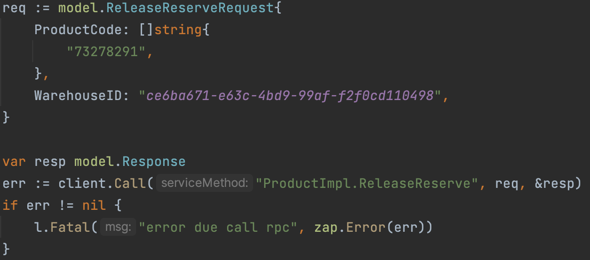 req := model.ReleaseReserveRequest{
    ProductCode: []string{
        "73278291",
    },
    WarehouseID: "ce6ba671-e63c-4bd9-99af-f2f0cd110498",
}

var resp model.Response
err := client.Call( serviceMethod: "ProductImpl.ReleaseReserve", req, &resp)
if err != nil {
    l.Fatal( msg: "error due call rpc", zap.Error(err))
}